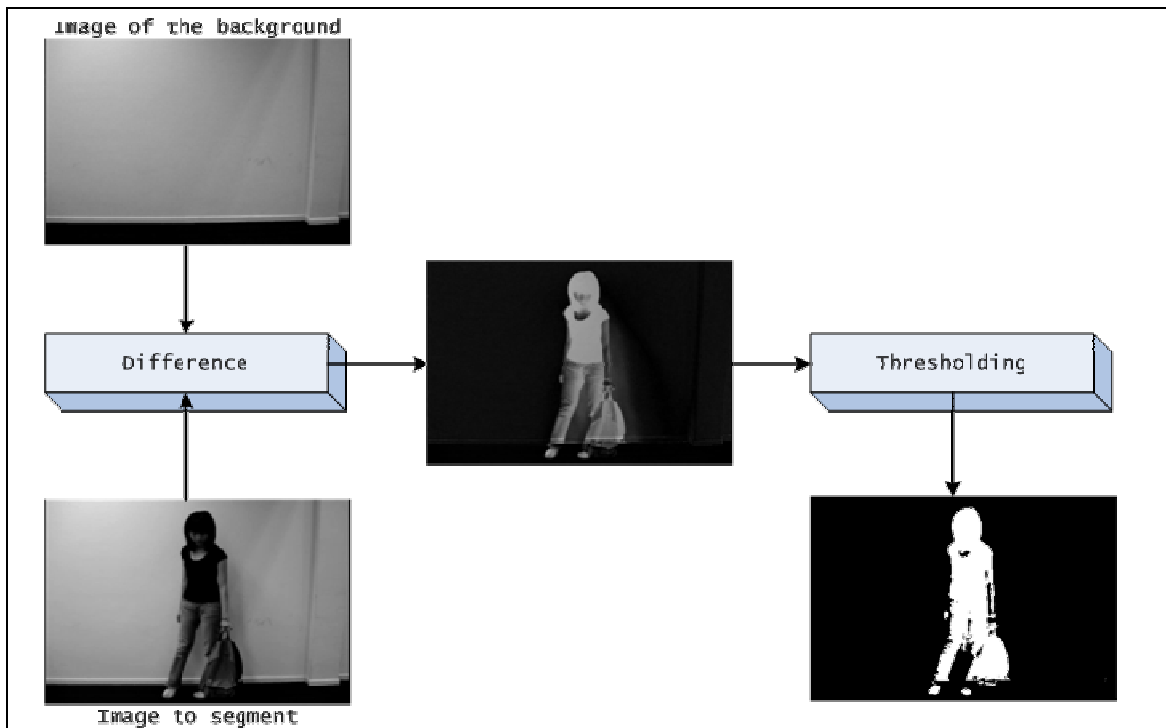 Image of the background
Difference
Thresholding
Image to segment